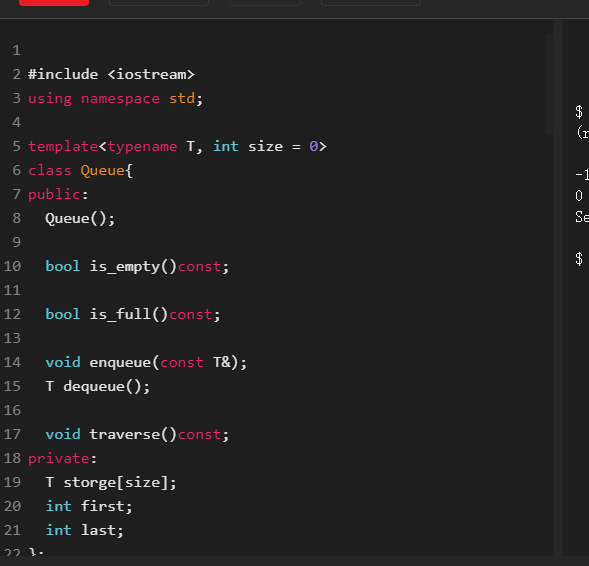 1
2 #include <iostream>
3 using namespace std;
4
5 template<typename T, int size = 0>
6 class Queue{
7 public:
8   Queue();
9
10   bool is_empty()const;
11
12   bool is_full()const;
13
14   void enqueue(const T&);
15   T dequeue();
16
17   void traverse()const;
18 private:
19   T storge[size];
20   int first;
21   int last;
22 };
$
-1
0
Se
$